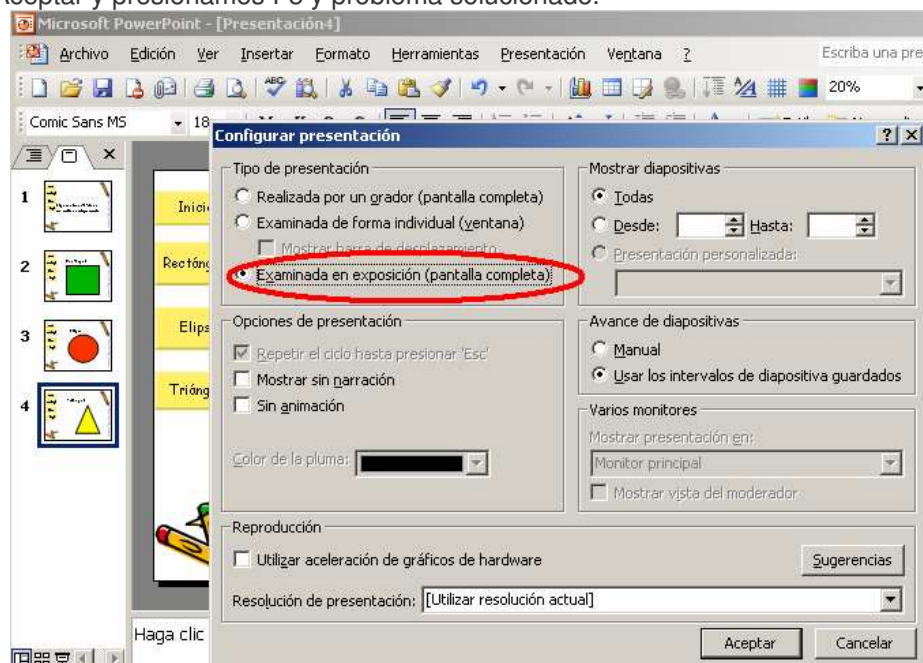 Aceptar y presionamos F5 y problema solucionado.
Microsoft PowerPoint - [Presentación4]
Archivo Edición Ver Insertar Formato Herramientas Presentación Ventana ? Escriba una pre
20%
Comic Sans MS 18
Configurar presentación
Tipo de presentación
Realizada por un orador (pantalla completa)
Examinada de forma individual (ventana)
Mostrar barra de desplazamiento
Examinada en exposición (pantalla completa)
Mostrar diapositivas
Todas
Desde: Hasta:
Presentación personalizada:
Opciones de presentación
Repetir el ciclo hasta presionar 'Esc'
Mostrar sin narración
Sin animación
Color de la pluma:
Avance de diapositivas
Manual
Usar los intervalos de diapositiva guardados
Varios monitores
Mostrar presentación en:
Monitor principal
Mostrar vista del moderador
Reproducción
Utilizar aceleración de gráficos de hardware
Sugerencias
Resolución de presentación: [Utilizar resolución actual]
Aceptar Cancelar
1
2
3
4
Inici
Rectáng
Elips
Triáng
Haga clic